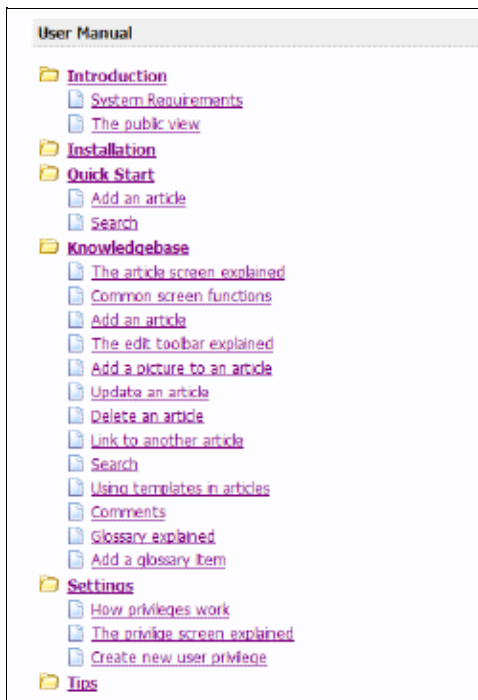 User Manual
Introduction
System Requirements
The public view
Installation
Quick Start
Add an article
Search
Knowledgebase
The article screen explained
Common screen functions
Add an article
The edit toolbar explained
Add a picture to an article
Update an article
Delete an article
Link to another article
Search
Using templates in articles
Comments
Glossary explained
Add a glossary item
Settings
How privileges work
The privilige screen explained
Create new user privilege
Tips